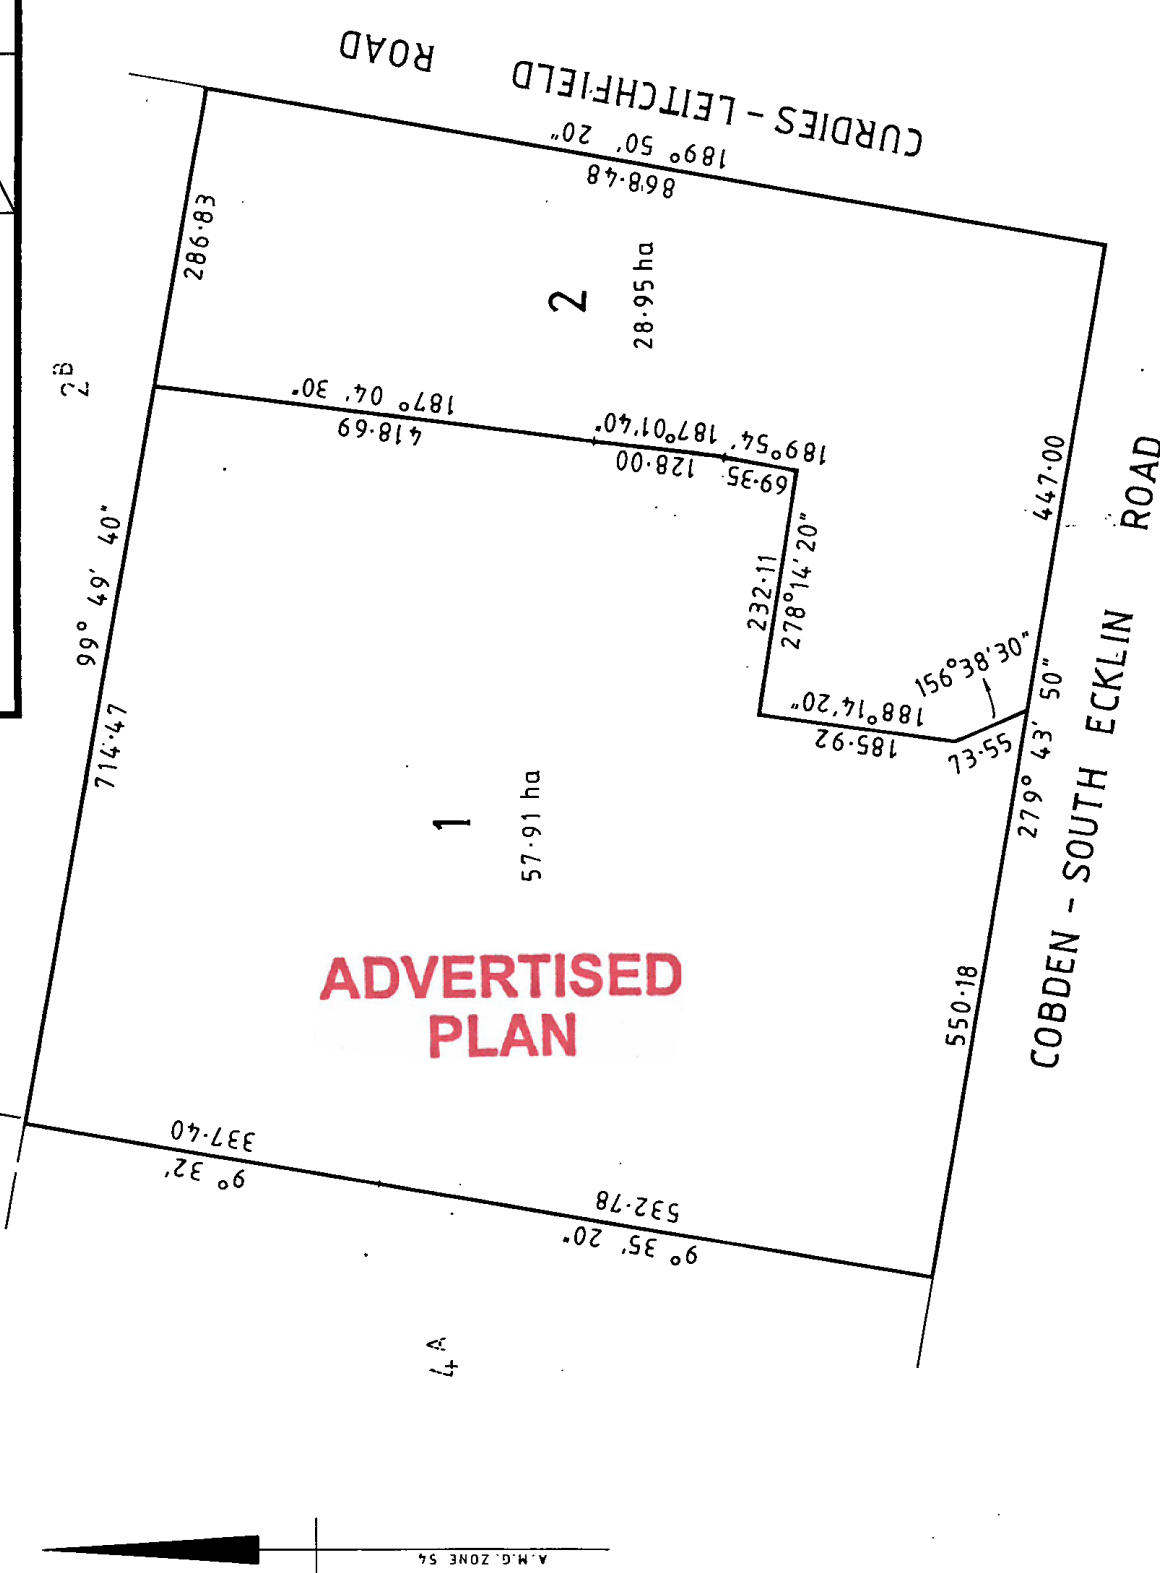 CURDIES - LEITCHFIELD ROAD
189° 50' 20"
868·48
286·83
2
28·95 ha
2B
187° 04' 30"
418·69
187°01'40"
128·00
189°54'
69·35
99° 49' 40"
714·47
232·11
278°14'20"
188°14'20"
185·92
156°38'30"
73·55
447·00
279° 43' 50"
550·18
COBDEN - SOUTH ECKLIN ROAD
1
57·91 ha
ADVERTISED
PLAN
337·40
9° 32'
532·78
9° 35' 20"
4A
A.M.G. ZONE 54